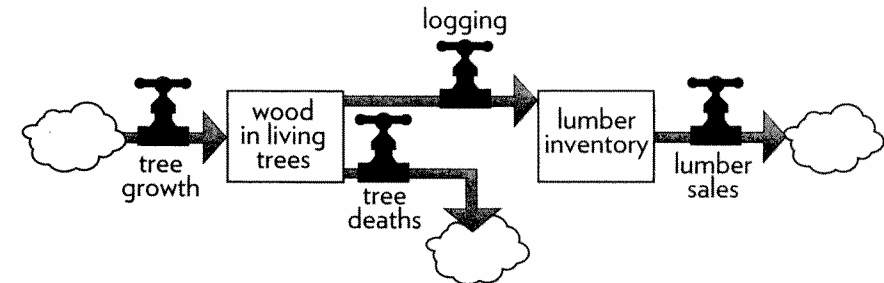 logging
tree
growth
wood
in living
trees
tree
deaths
lumber
inventory
lumber
sales